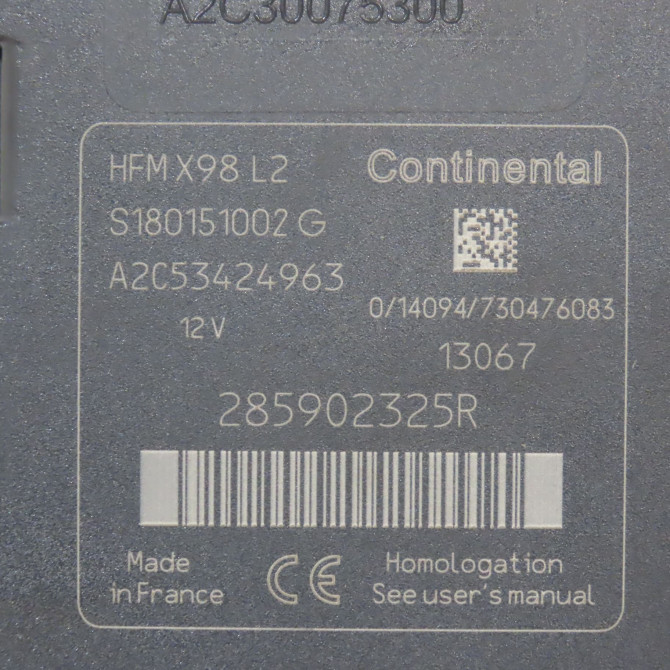 A2C30075300
HFM X98 L2
Continental
S180151002 G
A2C53424963
0/14094/730476083
12 V
13067
285902325R
Made
in France
CE
Homologation
See user's manual